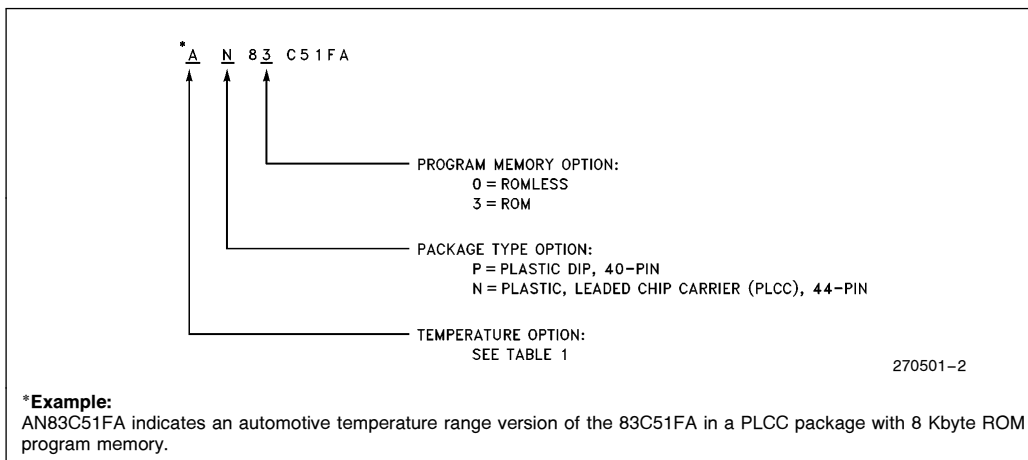 *A N 83 C51FA
PROGRAM MEMORY OPTION:
0 = ROMLESS
3 = ROM
PACKAGE TYPE OPTION:
P = PLASTIC DIP, 40-PIN
N = PLASTIC, LEADED CHIP CARRIER (PLCC), 44-PIN
TEMPERATURE OPTION:
SEE TABLE 1
270501–2
*Example:
AN83C51FA indicates an automotive temperature range version of the 83C51FA in a PLCC package with 8 Kbyte ROM
program memory.